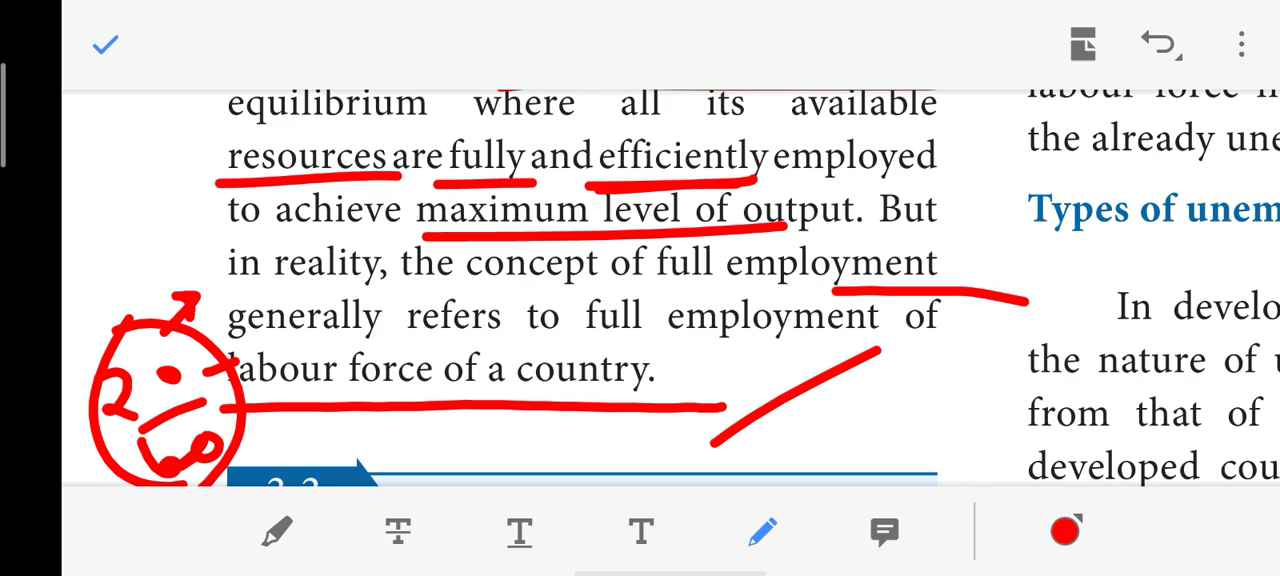 equilibrium where all its available
resources are fully and efficiently employed
to achieve maximum level of output. But
in reality, the concept of full employment
generally refers to full employment of
labour force of a country.
labour force
the already une
Types of unem
In develo
the nature of u
from that of
developed cou